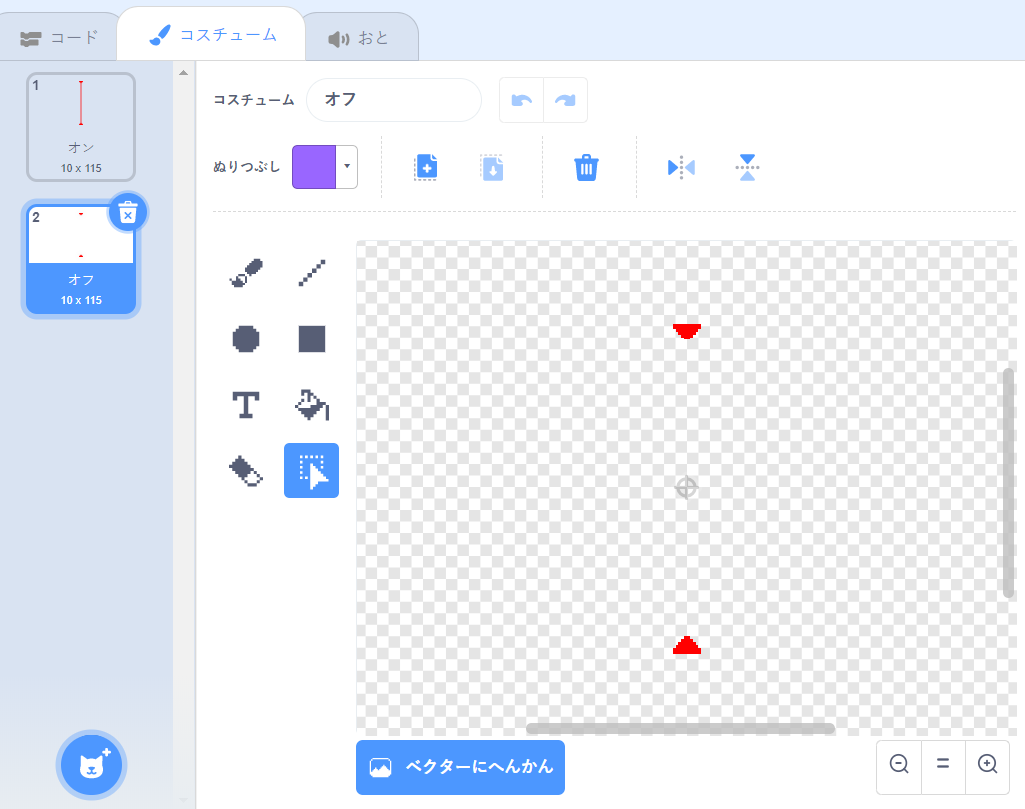 コード
コスチューム
おと
1
オン
10 x 115
2
オフ
10 x 115
コスチューム
オフ
ぬりつぶし
T
ベクターにへんかん